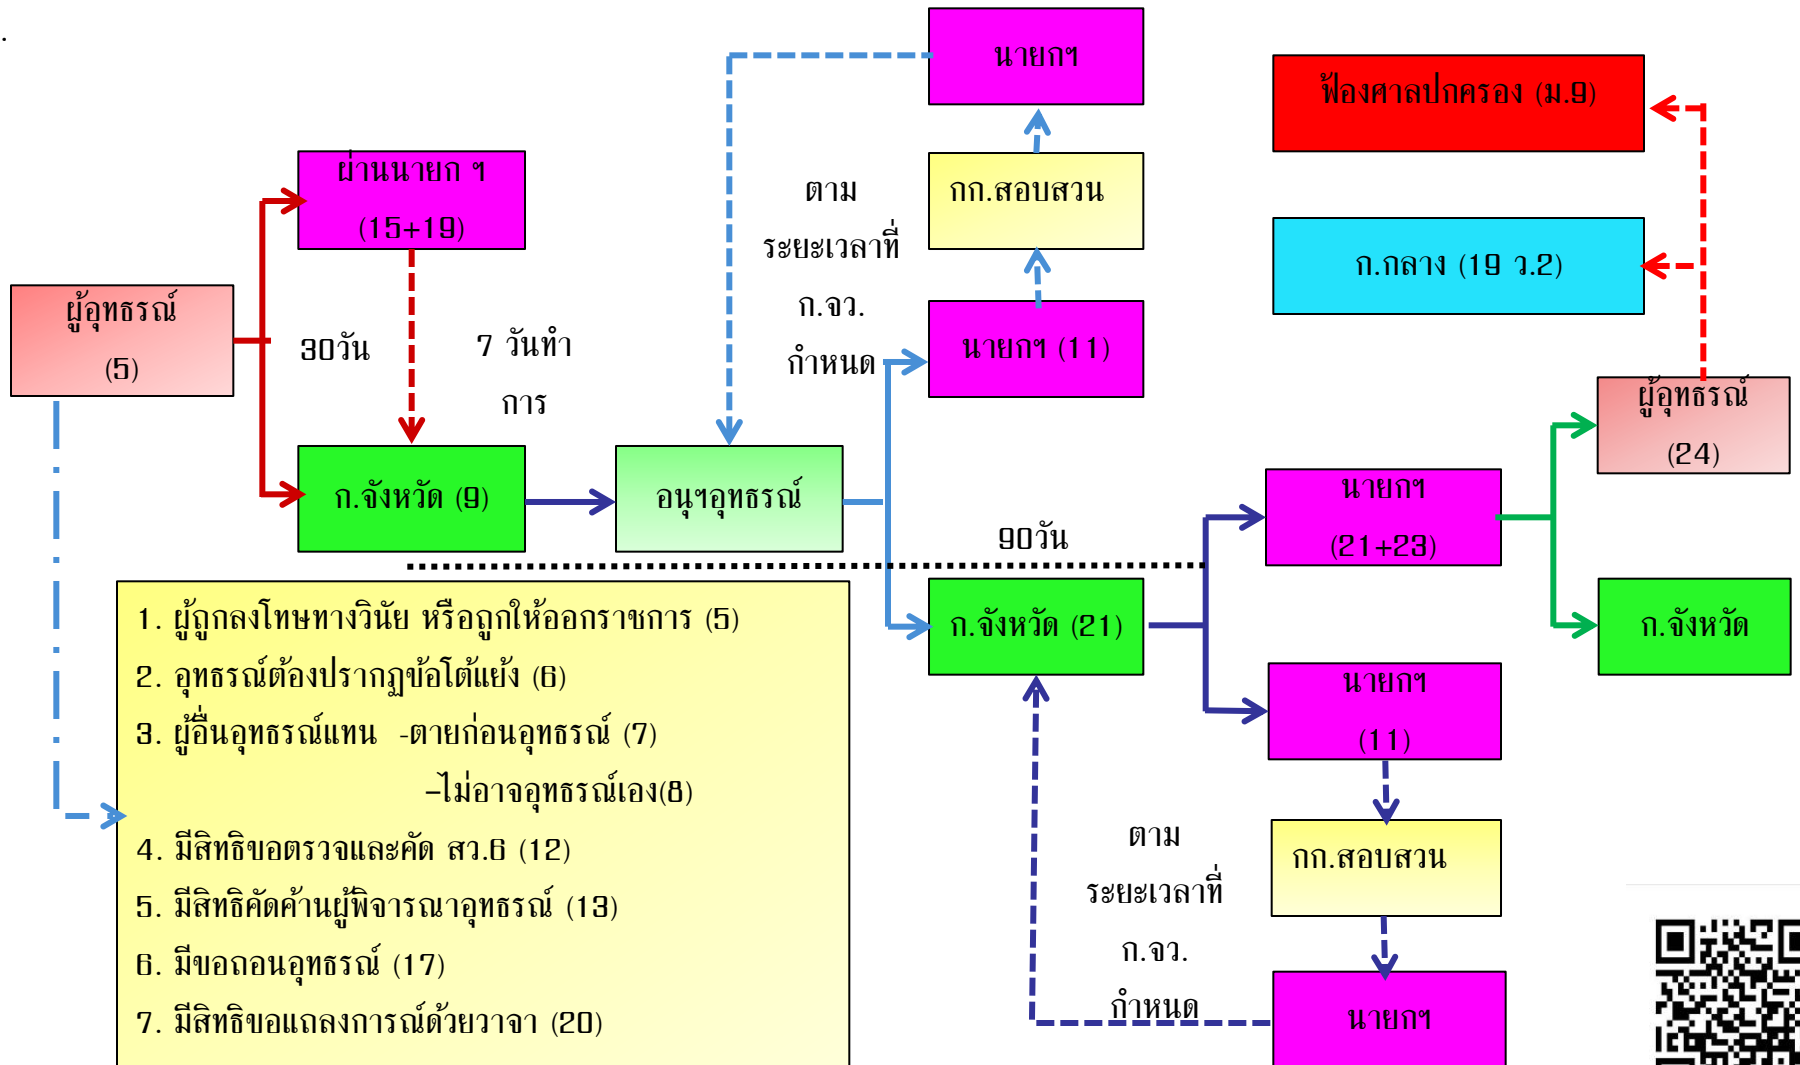 .
นายกฯ
ฟ้องศาลปกครอง (ม.9)
ผ่านนายก ฯ
(15+19)
ตาม
ระยะเวลาที่
ก.จว.
กำหนด
กก.สอบสวน
ก.กลาง (19 ว.2)
ผู้อุทธรณ์
(5)
30วัน
7 วันทำ
การ
นายกฯ (11)
ผู้อุทธรณ์
(24)
ก.จังหวัด (9)
อนุฯอุทธรณ์
นายกฯ
(21+23)
90วัน
ก.จังหวัด (21)
ก.จังหวัด
1. ผู้ถูกลงโทษทางวินัย หรือถูกให้ออกราชการ (5)
2. อุทธรณ์ต้องปรากฏข้อโต้แย้ง (6)
3. ผู้อื่นอุทธรณ์แทน -ตายก่อนอุทธรณ์ (7)
–ไม่อาจอุทธรณ์เอง(8)
4. มีสิทธิขอตรวจและคัด สว.6 (12)
5. มีสิทธิคัดค้านผู้พิจารณาอุทธรณ์ (13)
6. มีขอถอนอุทธรณ์ (17)
7. มีสิทธิขอแถลงการณ์ด้วยวาจา (20)
นายกฯ
(11)
ตาม
ระยะเวลาที่
ก.จว.
กำหนด
กก.สอบสวน
นายกฯ